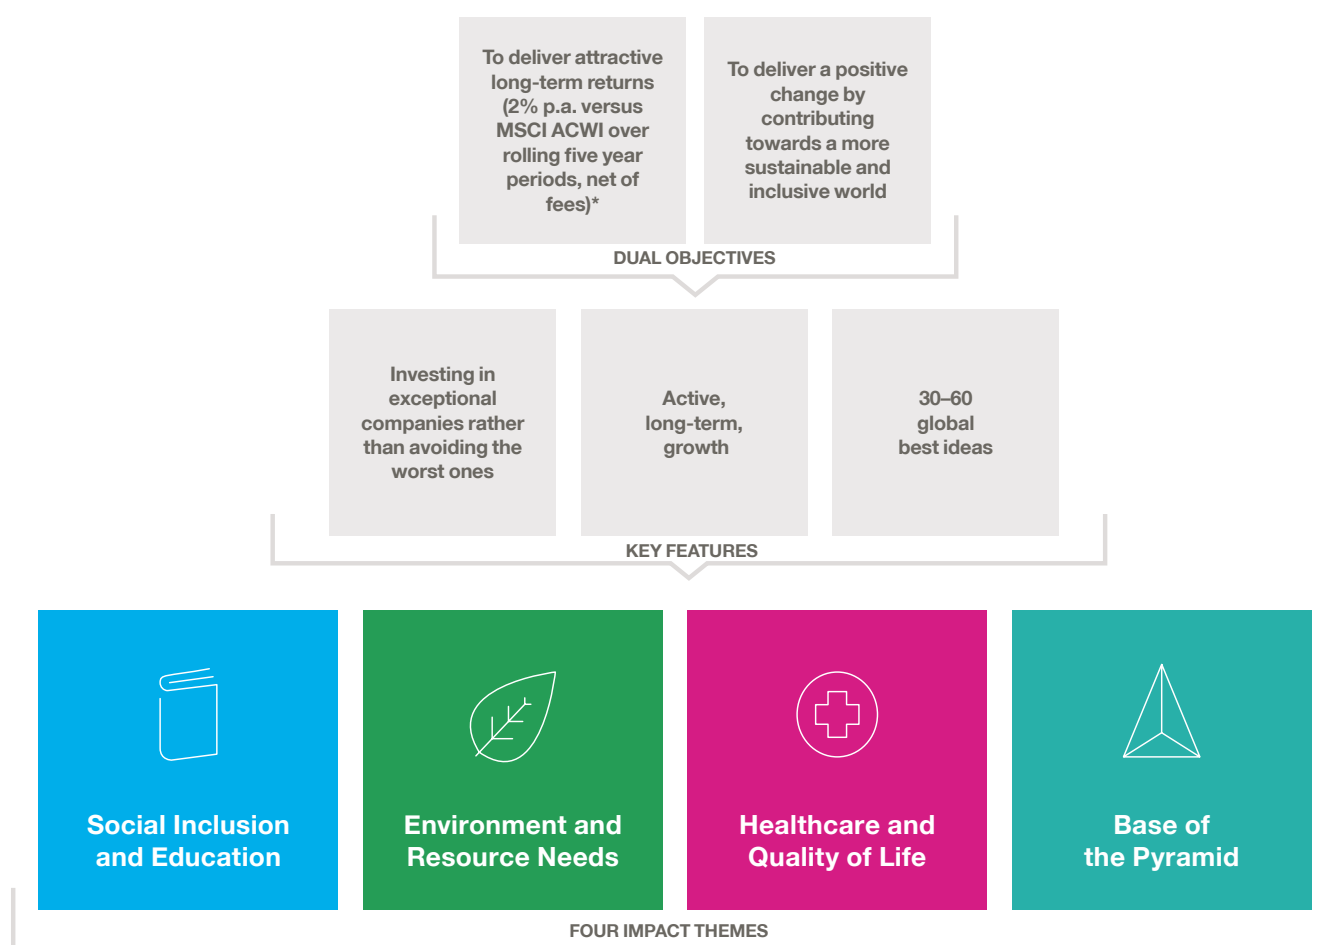 To deliver attractive
long-term returns
(2% p.a. versus
MSCI ACWI over
rolling five year
periods, net of
fees)*
To deliver a positive
change by
contributing
towards a more
sustainable and
inclusive world
DUAL OBJECTIVES
Investing in
exceptional
companies rather
than avoiding the
worst ones
Active,
long-term,
growth
30–60
global
best ideas
KEY FEATURES
Social Inclusion
and Education
Environment and
Resource Needs
Healthcare and
Quality of Life
Base of
the Pyramid
FOUR IMPACT THEMES